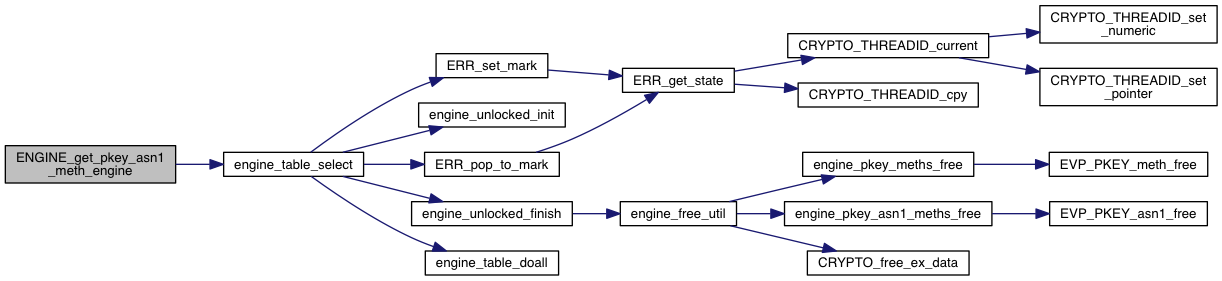 ENGINE_get_pkey_asn1
_meth_engine
engine_table_select
ERR_set_mark
engine_unlocked_init
ERR_pop_to_mark
engine_unlocked_finish
engine_table_doall
ERR_get_state
engine_free_util
CRYPTO_THREADID_current
CRYPTO_THREADID_cpy
engine_pkey_meths_free
engine_pkey_asn1_meths_free
CRYPTO_free_ex_data
CRYPTO_THREADID_set
_numeric
CRYPTO_THREADID_set
_pointer
EVP_PKEY_meth_free
EVP_PKEY_asn1_free